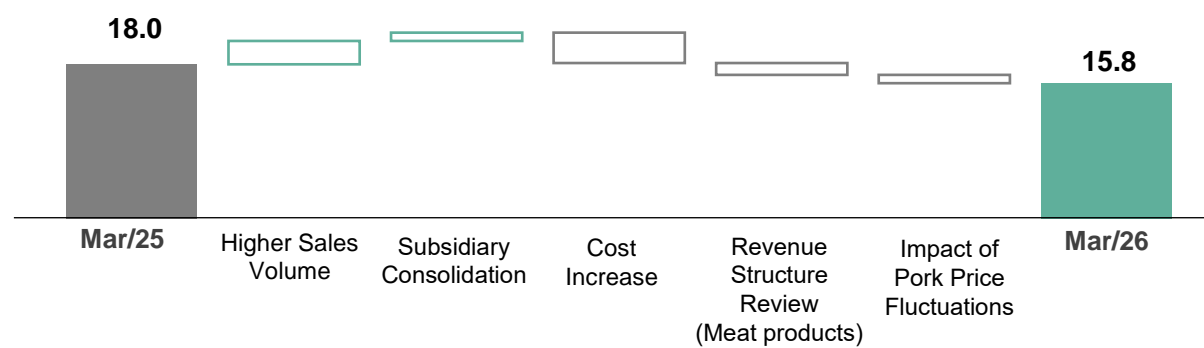 18.0
15.8
Mar/25
Higher Sales
Volume
Subsidiary
Consolidation
Cost
Increase
Revenue
Structure
Review
(Meat products)
Impact of
Pork Price
Fluctuations
Mar/26